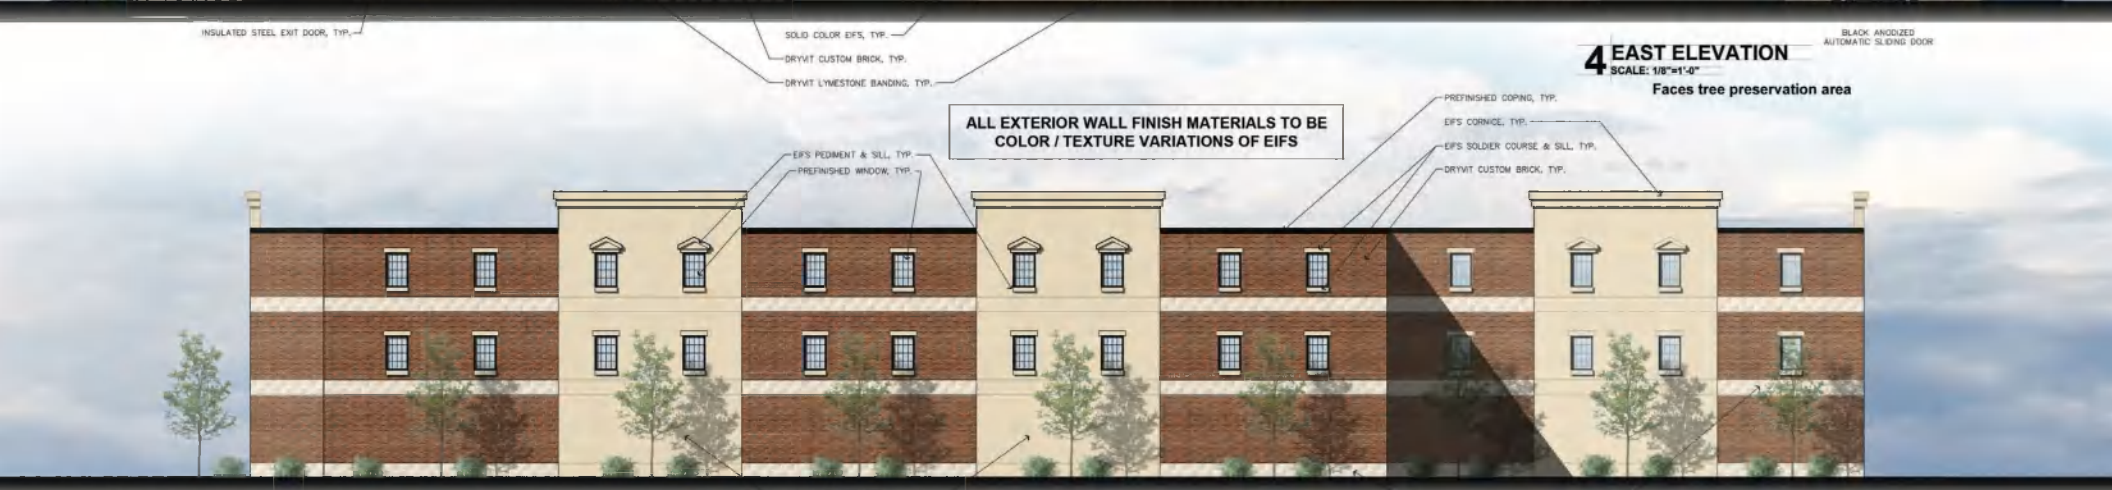 INSULATED STEEL EXIT DOOR, TYP.
SOLID COLOR EIFS, TYP.
DRYVIT CUSTOM BRICK, TYP.
DRYVIT LYMESTONE BANDING, TYP.
4 EAST ELEVATION
SCALE: 1/8"=1'-0"
Faces tree preservation area
BLACK ANODIZED
AUTOMATIC SLIDING DOOR
ALL EXTERIOR WALL FINISH MATERIALS TO BE
COLOR / TEXTURE VARIATIONS OF EIFS
EIFS PEDIMENT & SILL, TYP.
PREFINISHED WINDOW, TYP.
PREFINISHED COPING, TYP.
EIFS CORNICE, TYP.
EIFS SOLDIER COURSE & SILL, TYP.
DRYVIT CUSTOM BRICK, TYP.